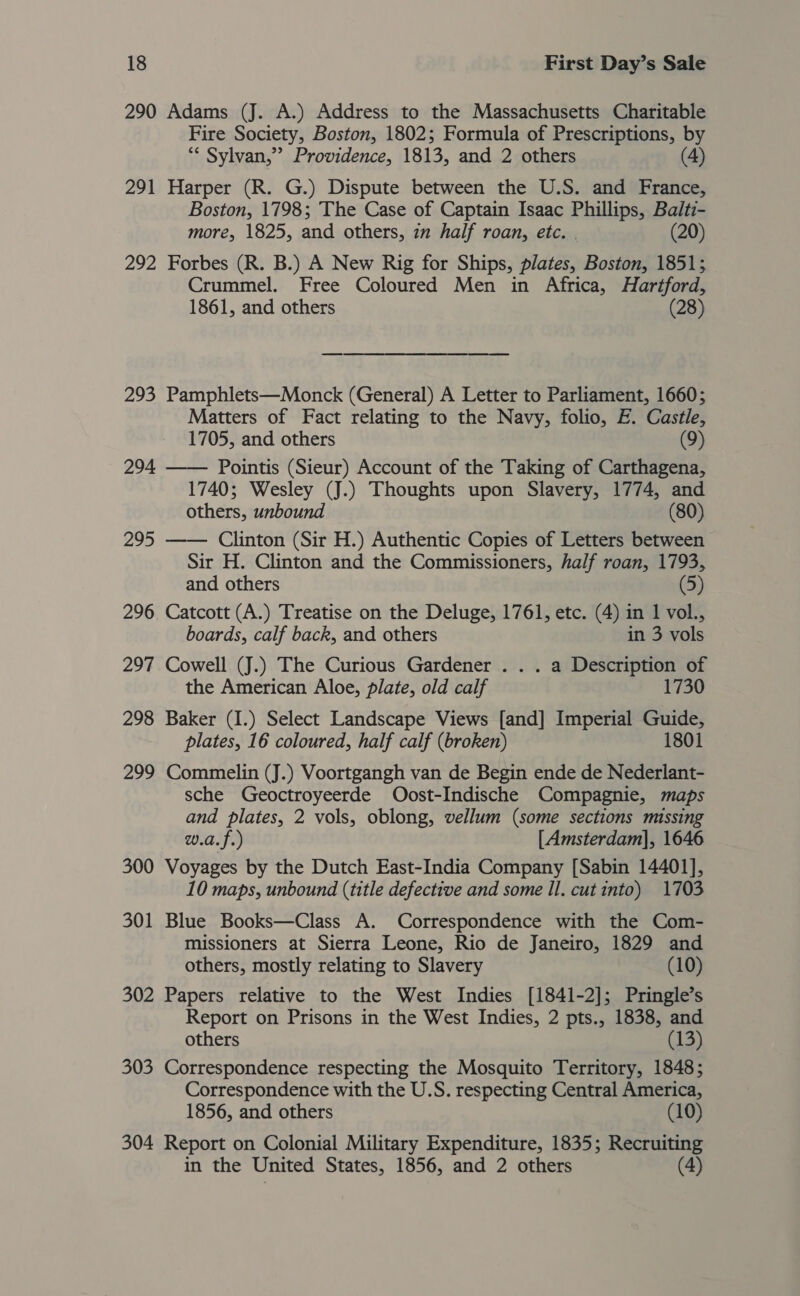 18 First Day’s Sale
290 Adams (J. A.) Address to the Massachusetts Charitable
Fire Society, Boston, 1802; Formula of Prescriptions, by
“Sylvan,” Providence, 1813, and 2 others (4)
291 Harper (R. G.) Dispute between the U.S. and France,
Boston, 1798; The Case of Captain Isaac Phillips, Balti-
more, 1825, and others, in half roan, etc. (20)
292 Forbes (R. B.) A New Rig for Ships, plates, Boston, 1851;
Crummel. Free Coloured Men in Africa, Hartford,
1861, and others (28)
293 Pamphlets—Monck (General) A Letter to Parliament, 1660;
Matters of Fact relating to the Navy, folio, E. Castle,
1705, and others (9)
294 —— Pointis (Sieur) Account of the Taking of Carthagena,
1740; Wesley (J.) Thoughts upon Slavery, 1774, and
others, unbound (80)
295 —— Clinton (Sir H.) Authentic Copies of Letters between
Sir H. Clinton and the Commissioners, half roan, 1793,
and others (5)
296 Catcott (A.) Treatise on the Deluge, 1761, etc. (4) in 1 vol.,
boards, calf back, and others in 3 vols
297 Cowell (J.) The Curious Gardener . . . a Description of
the American Aloe, plate, old calf 1730
298 Baker (I.) Select Landscape Views [and] Imperial Guide,
plates, 16 coloured, half calf (broken) 1801
299 Commelin (J.) Voortgangh van de Begin ende de Nederlant-
sche Geoctroyeerde Oost-Indische Compagnie, maps
and plates, 2 vols, oblong, vellum (some sections missing
w.a.f.) [Amsterdam], 1646
300 Voyages by the Dutch East-India Company [Sabin 14401],
10 maps, unbound (title defective and some ll. cut into) 1703
301 Blue Books—Class A. Correspondence with the Com-
missioners at Sierra Leone, Rio de Janeiro, 1829 and
others, mostly relating to Slavery (10)
302 Papers relative to the West Indies [1841-2]; Pringle’s
Report on Prisons in the West Indies, 2 pts., 1838, and
others (13)
303 Correspondence respecting the Mosquito Territory, 1848;
Correspondence with the U.S. respecting Central America,
1856, and others (10)
304 Report on Colonial Military Expenditure, 1835; Recruiting
in the United States, 1856, and 2 others (4)